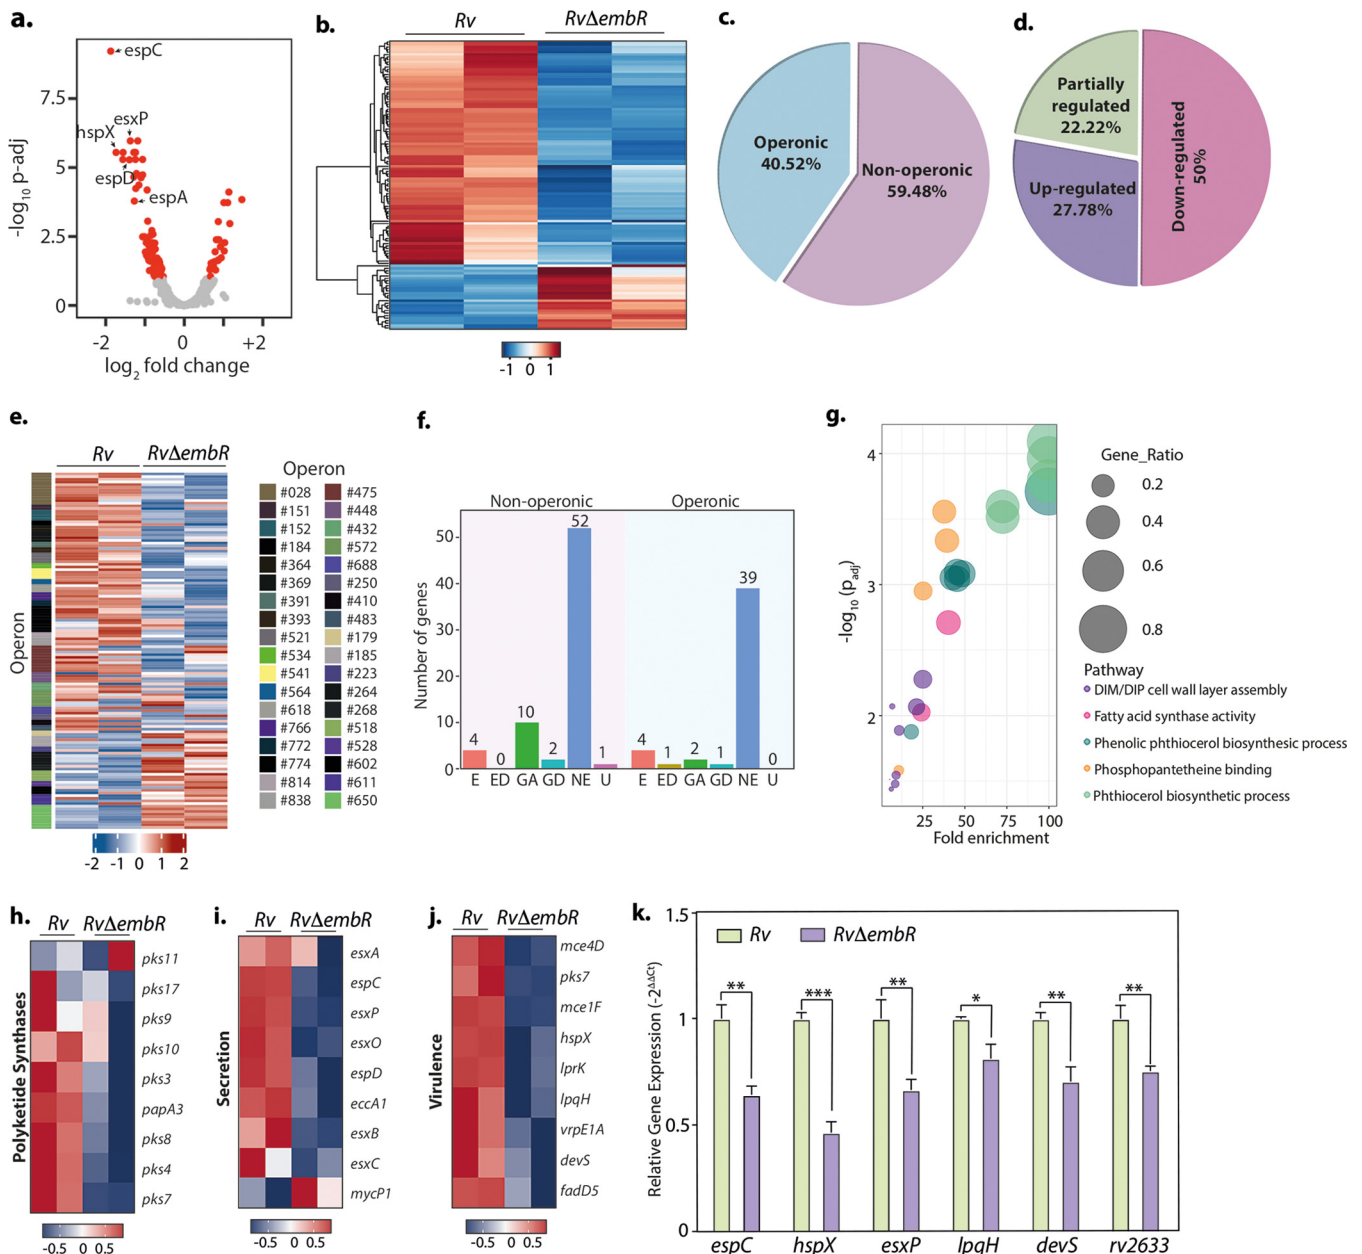 a.
espC
esxP
hspX
espD
espA
7.5
5
2.5
0
-log10 p-adj
-2
0
+2
log2 fold change
b.
Rv
RvΔembR
-1 0 1
c.
Operonic
40.52%
Non-operonic
59.48%
d.
Partially
regulated
22.22%
Up-regulated
27.78%
Down-regulated
50%
e.
Rv
RvΔembR
Operon
-2 -1 0 1 2
Operon
#028 #475
#151 #448
#152 #432
#184 #572
#364 #688
#369 #250
#391 #410
#393 #483
#521 #179
#534 #185
#541 #223
#564 #264
#618 #268
#766 #518
#772 #528
#774 #602
#814 #611
#838 #650
f.
Non-operonic
Operonic
Number of genes
50
40
30
20
10
0
4 0 10 2 52 1
4 1 2 1 39 0
E ED GA GD NE U
E ED GA GD NE U
g.
-log10 (padj)
4
3
2
25 50 75 100
Fold enrichment
Gene_Ratio
0.2
0.4
0.6
0.8
Pathway
DIM/DIP cell wall layer assembly
Fatty acid synthase activity
Phenolic phthiocerol biosynthesic process
Phosphopantetheine binding
Phthiocerol biosynthetic process
h.
Rv
RvΔembR
Polyketide Synthases
pks11
pks17
pks9
pks10
pks3
papA3
pks8
pks4
pks7
-0.5 0 0.5
i.
Rv
RvΔembR
Secretion
esxA
espC
esxP
esxO
espD
eccA1
esxB
esxC
mycP1
-0.5 0 0.5
j.
Rv
RvΔembR
Virulence
mce4D
pks7
mce1F
hspX
lprK
lpqH
vrpE1A
devS
fadD5
-0.5 0 0.5
k.
Relative Gene Expression (-2ΔΔCt)
1.5
1
0.5
0
Rv
RvΔembR
** *** ** * ** **
espC hspX esxP lpqH devS rv2633